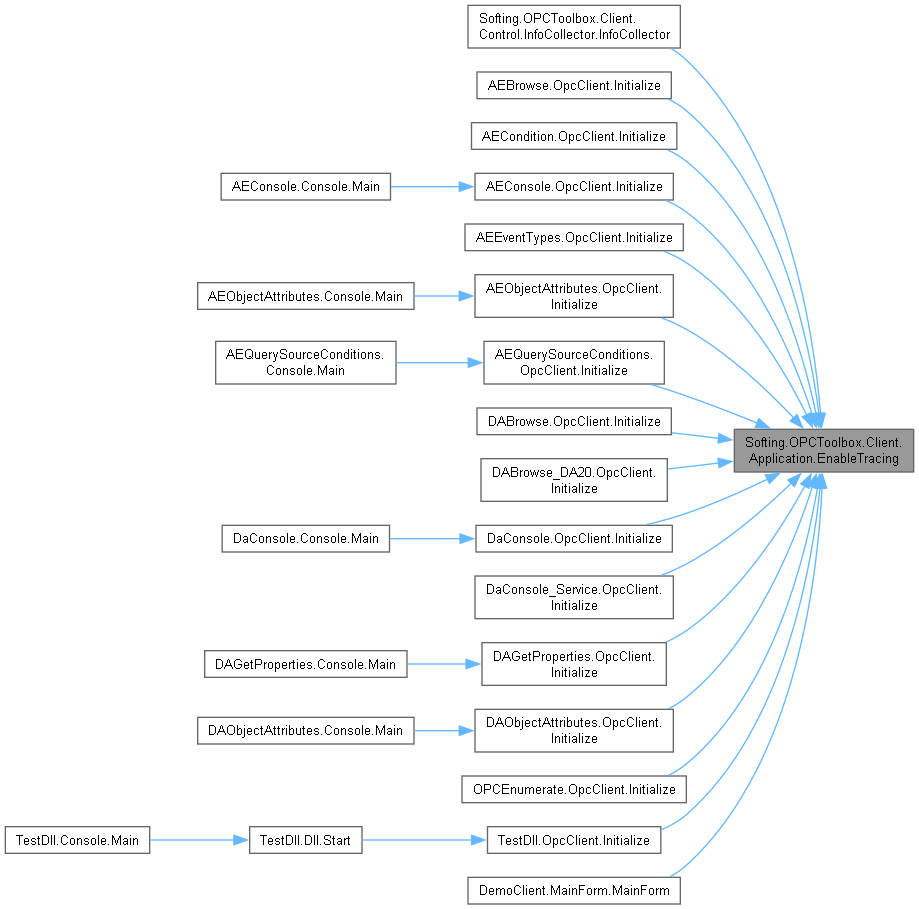 Softing.OPCToolbox.Client.
Control.InfoCollector.InfoCollector
AEBrowse.OpcClient.Initialize
AECondition.OpcClient.Initialize
AEConsole.Console.Main
AEConsole.OpcClient.Initialize
AEEventTypes.OpcClient.Initialize
AEObjectAttributes.Console.Main
AEObjectAttributes.OpcClient.
Initialize
AEQuerySourceConditions.
Console.Main
AEQuerySourceConditions.
OpcClient.Initialize
DABrowse.OpcClient.Initialize
Softing.OPCToolbox.Client.
Application.EnableTracing
DABrowse_DA20.OpcClient.
Initialize
DaConsole.Console.Main
DaConsole.OpcClient.Initialize
DaConsole_Service.OpcClient.
Initialize
DAGetProperties.Console.Main
DAGetProperties.OpcClient.
Initialize
DAObjectAttributes.Console.Main
DAObjectAttributes.OpcClient.
Initialize
OPCEnumerate.OpcClient.Initialize
TestDll.Console.Main
TestDll.Dll.Start
TestDll.OpcClient.Initialize
DemoClient.MainForm.MainForm